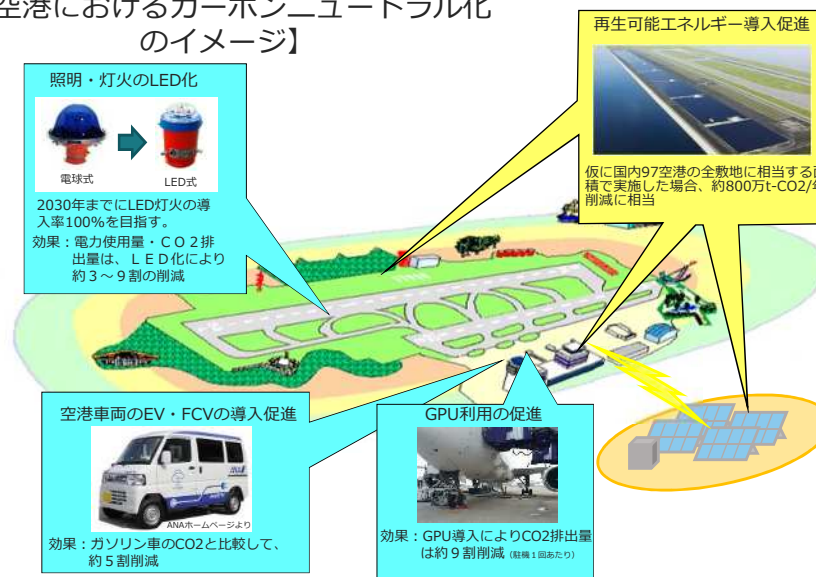 空港におけるカーボンニュートラル化
のイメージ】
再生可能エネルギー導入促進
仮に国内97空港の全敷地に相当する面
積で実施した場合、約800万t-CO2/年
削減に相当
照明・灯火のLED化
電球式
LED式
2030年までにLED灯火の導
入率100%を目指す。
効果：電力使用量・ＣＯ２排
出量は、ＬＥＤ化により
約３～９割の削減
空港車両のEV・FCVの導入促進
ANAホームページより
効果：ガソリン車のCO2と比較して、
約５割削減
GPU利用の促進
効果：GPU導入によりCO2排出量
は約９割削減（駐機１回あたり）